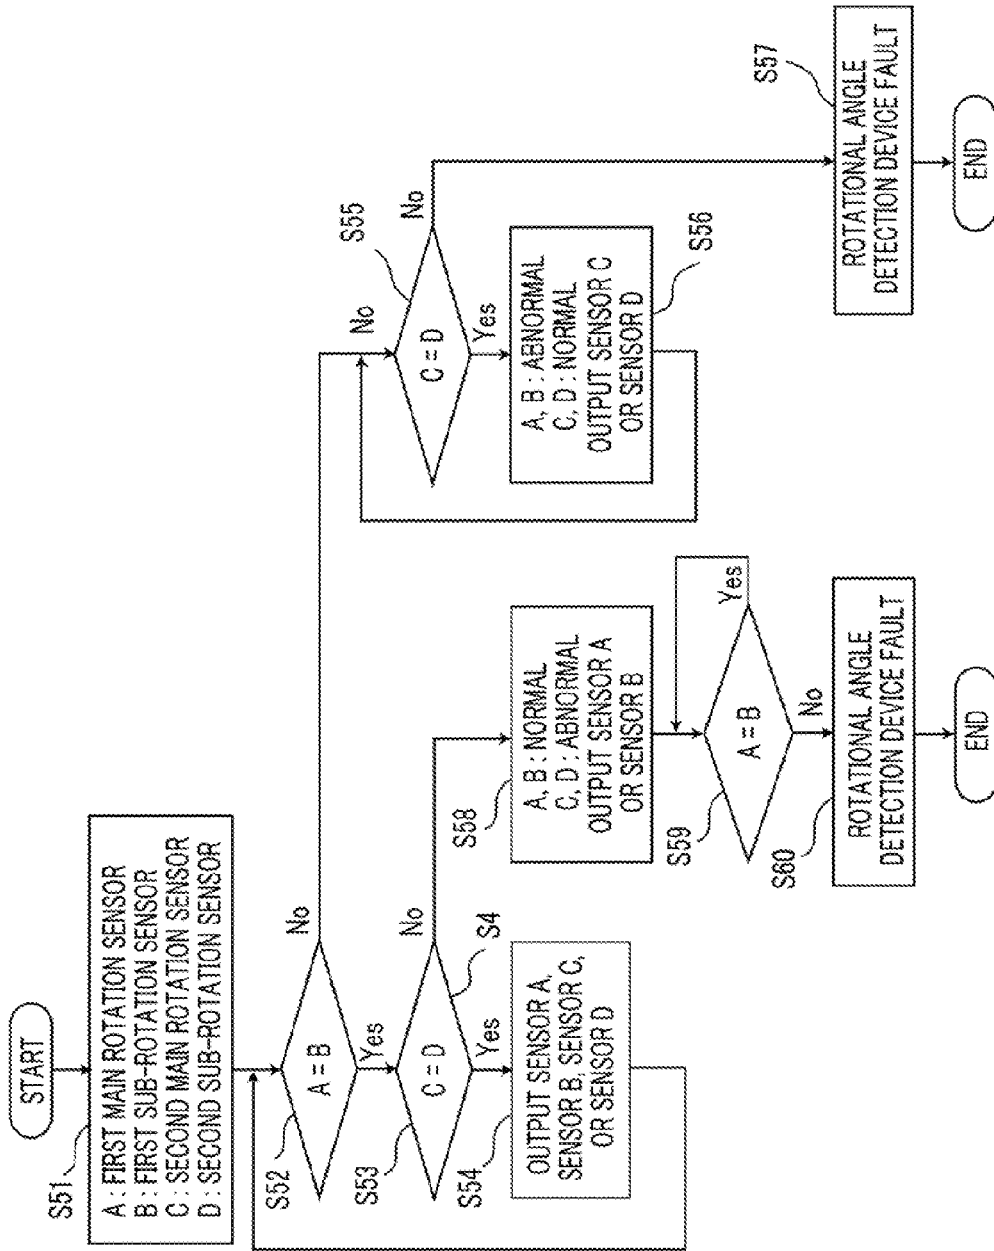 START
S51
A : FIRST MAIN ROTATION SENSOR
B : FIRST SUB-ROTATION SENSOR
C : SECOND MAIN ROTATION SENSOR
D : SECOND SUB-ROTATION SENSOR
S52
A = B
No
Yes
S53
C = D
S4
No
Yes
S54
OUTPUT SENSOR A,
SENSOR B, SENSOR C,
OR SENSOR D
S58
A, B : NORMAL
C, D : ABNORMAL
OUTPUT SENSOR A
OR SENSOR B
S59
A = B
Yes
No
S60
ROTATIONAL ANGLE
DETECTION DEVICE FAULT
END
No
S55
C = D
No
Yes
A, B : ABNORMAL
C, D : NORMAL
OUTPUT SENSOR C
OR SENSOR D
S56
S57
ROTATIONAL ANGLE
DETECTION DEVICE FAULT
END